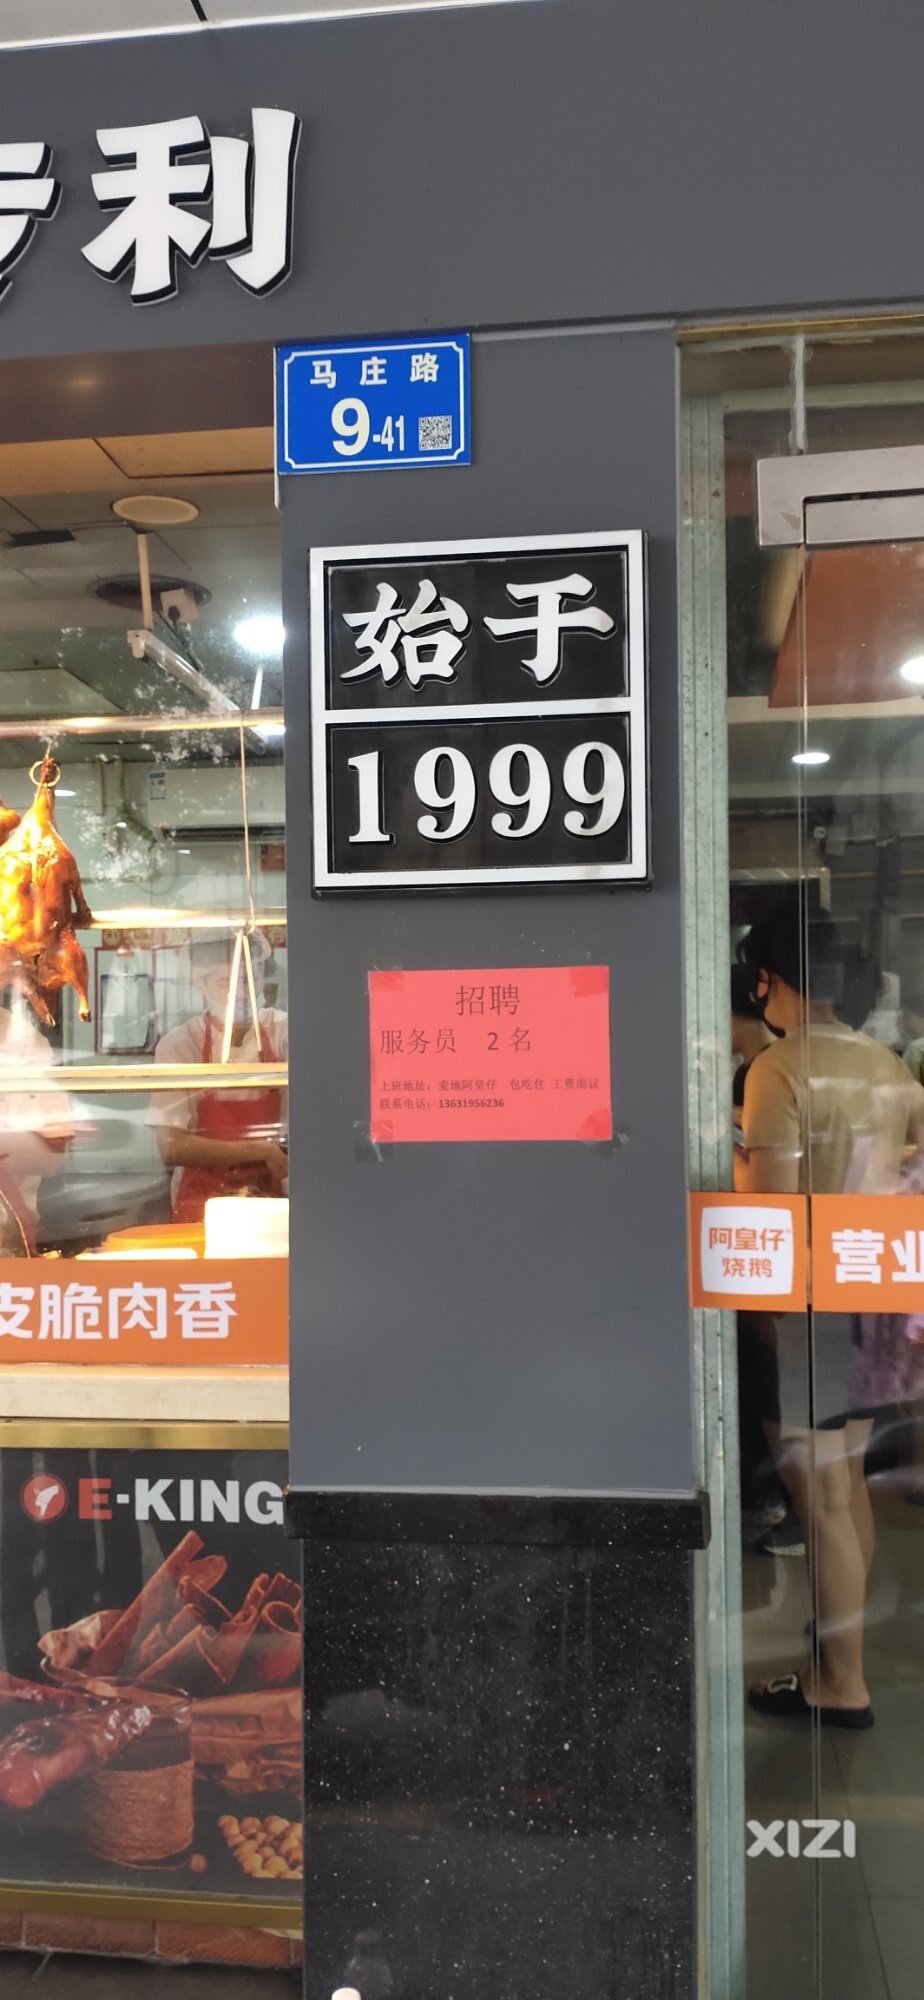 利
马庄路
9-41
始于
1999
招聘
服务员 2名
上班地址：麦地阿皇仔 包吃住 工资面议
联系电话：13631956236
阿皇仔
烧鹅
营业
皮脆肉香
E-KING
XIZI